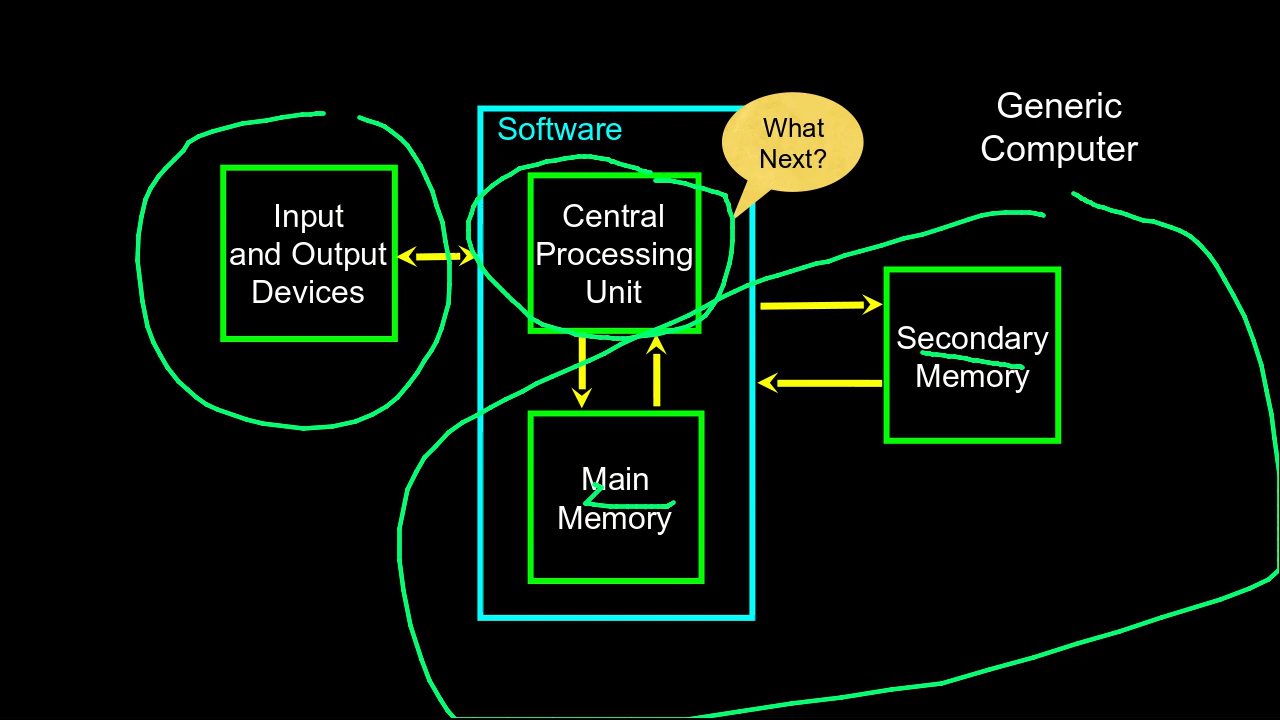 Generic
Computer
Software
What
Next?
Input
and Output
Devices
Central
Processing
Unit
Secondary
Memory
Main
Memory